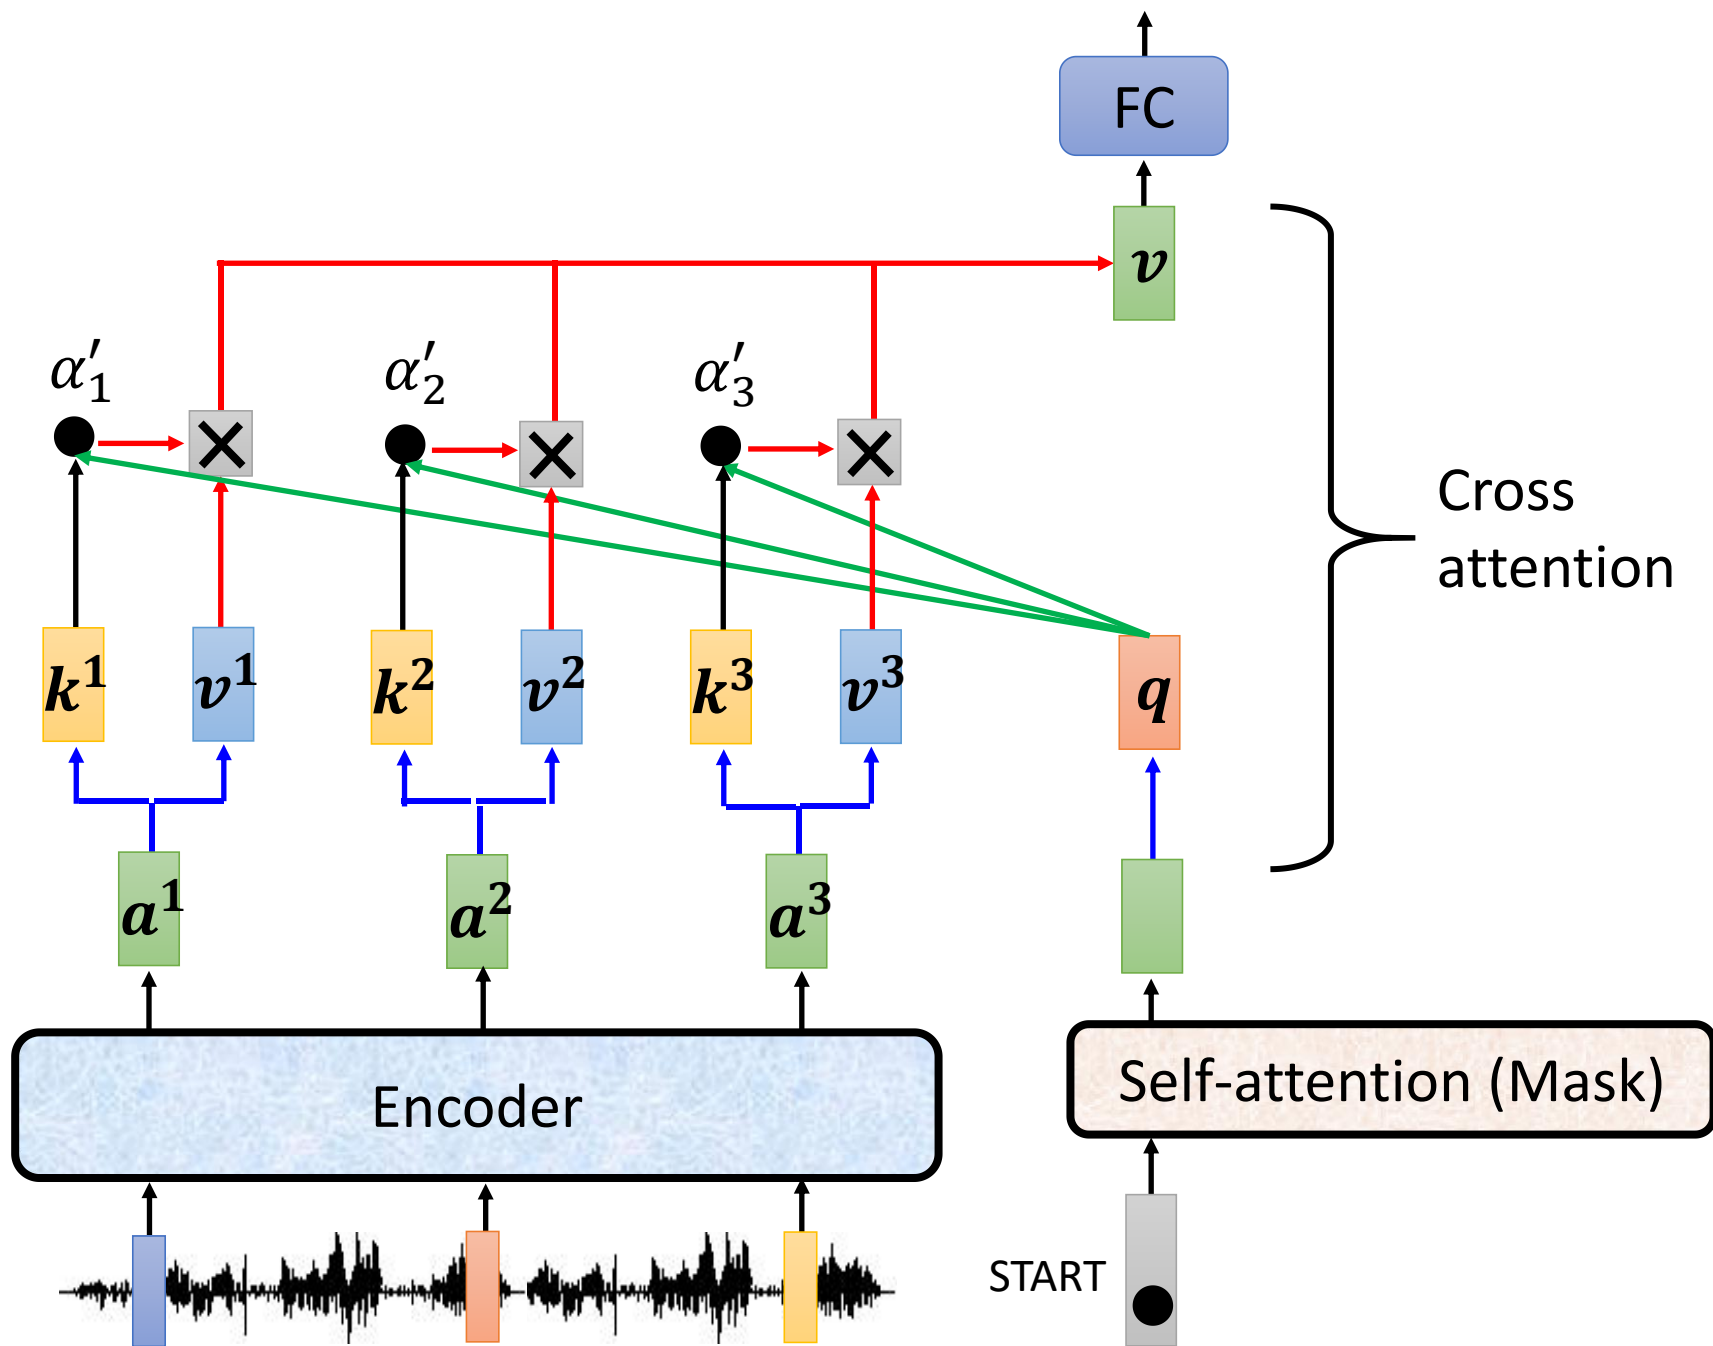 FC
v
α′₁
α′₂
α′₃
Cross
attention
k¹
v¹
k²
v²
k³
v³
q
a¹
a²
a³
Encoder
Self-attention (Mask)
START